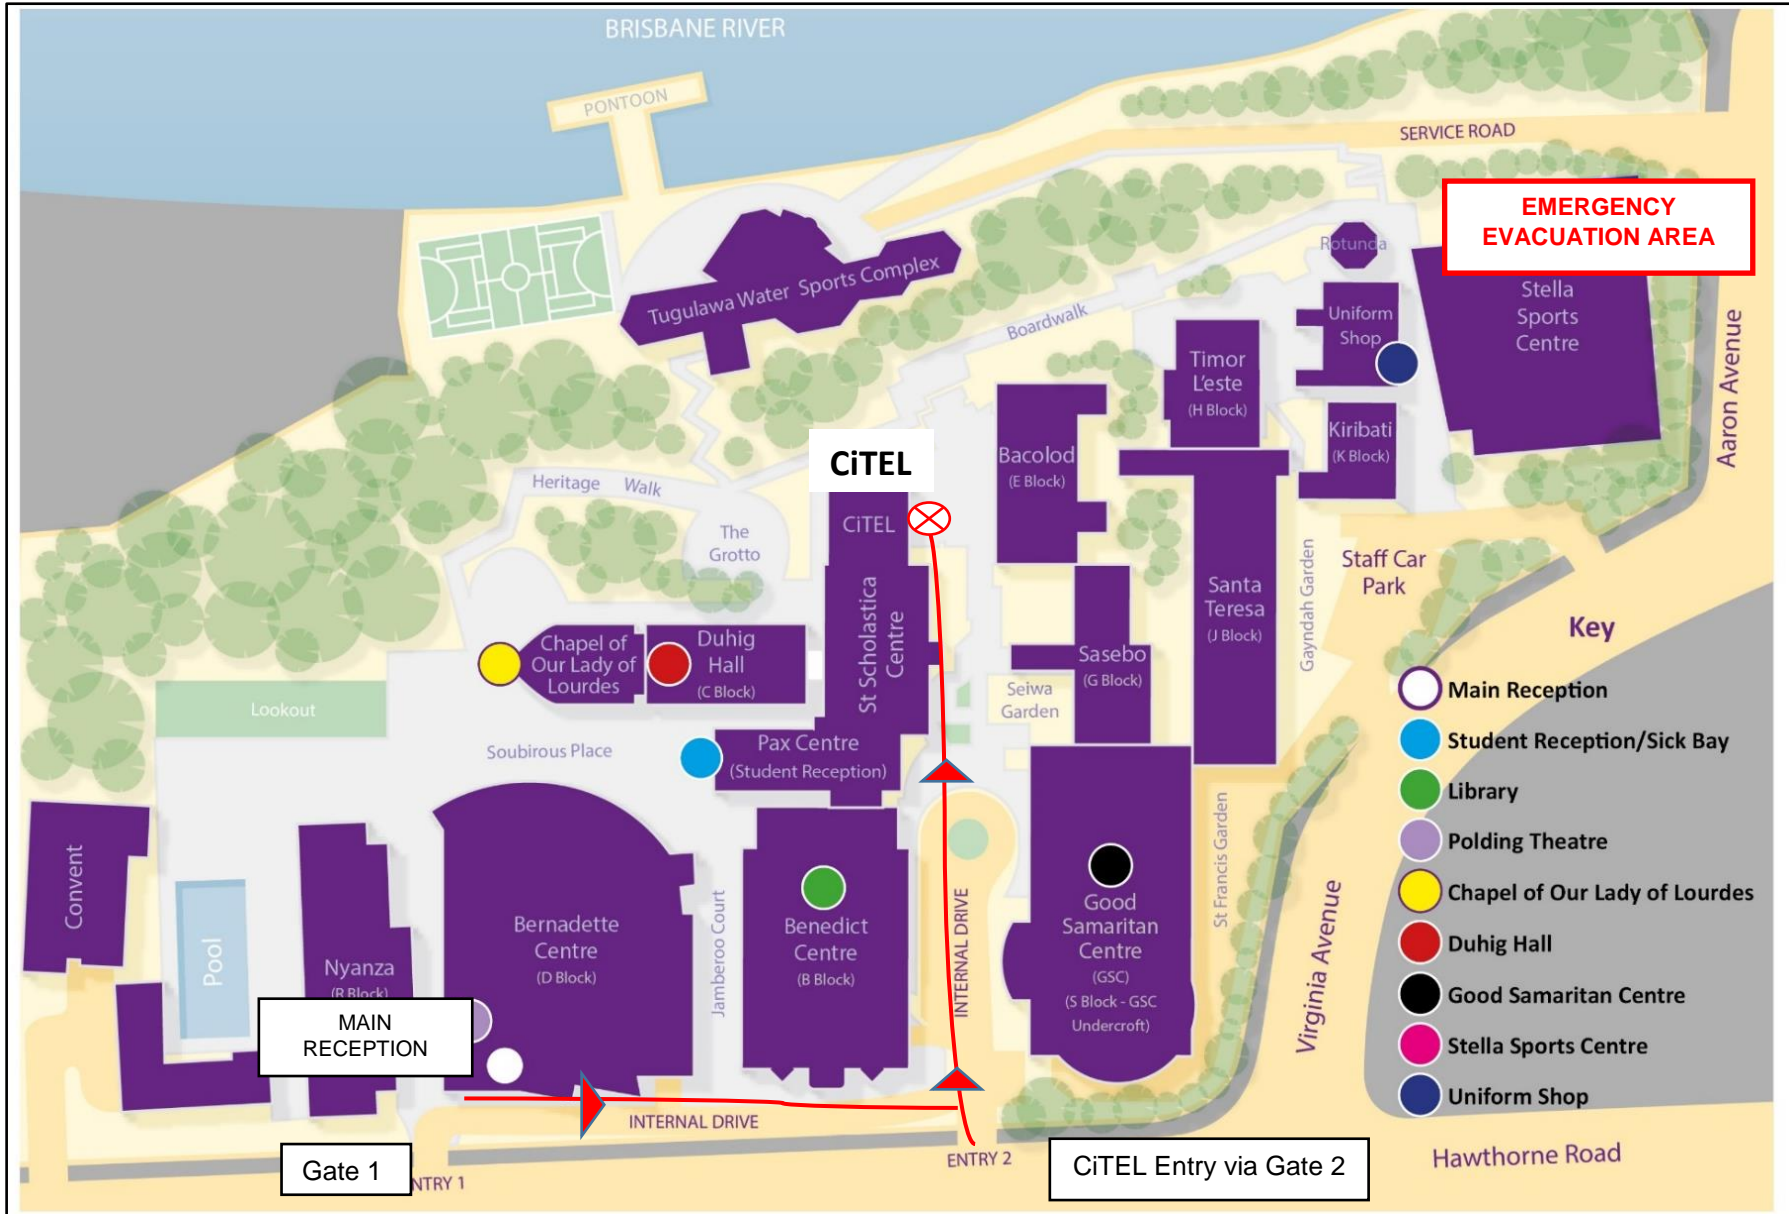 BRISBANE RIVER
PONTOON
SERVICE ROAD
EMERGENCY
EVACUATION AREA
Rotunda
Tugulawa Water Sports Complex
Stella
Sports
Centre
Uniform
Shop
Boardwalk
Aaron Avenue
Timor
L'este
(H Block)
Kiribati
(K Block)
Bacolod
(E Block)
CiTEL
Heritage Walk
CiTEL
The
Grotto
Staff Car
Park
Gayndah Garden
Santa
Teresa
(J Block)
St Scholastica
Centre
Chapel of
Our Lady of
Lourdes
Duhig
Hall
(C Block)
Sasebo
(G Block)
Seiwa
Garden
Lookout
Soubirous Place
Pax Centre
(Student Reception)
Convent
Pool
Nyanza
(R Block)
Bernadette
Centre
(D Block)
Jamberoo Court
Benedict
Centre
(B Block)
INTERNAL DRIVE
Good
Samaritan
Centre
(GSC)
(S Block - GSC
Undercroft)
St Francis Garden
Virginia Avenue
MAIN
RECEPTION
INTERNAL DRIVE
Gate 1
NTRY 1
ENTRY 2
CiTEL Entry via Gate 2
Hawthorne Road
Key
Main Reception
Student Reception/Sick Bay
Library
Polding Theatre
Chapel of Our Lady of Lourdes
Duhig Hall
Good Samaritan Centre
Stella Sports Centre
Uniform Shop